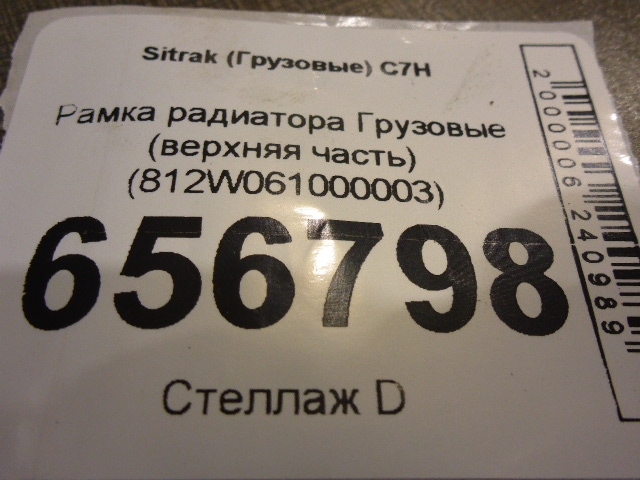 Sitrak (Грузовые) C7H
Рамка радиатора Грузовые
(верхняя часть)
(812W061000003)
656798
Стеллаж D
2000006240989